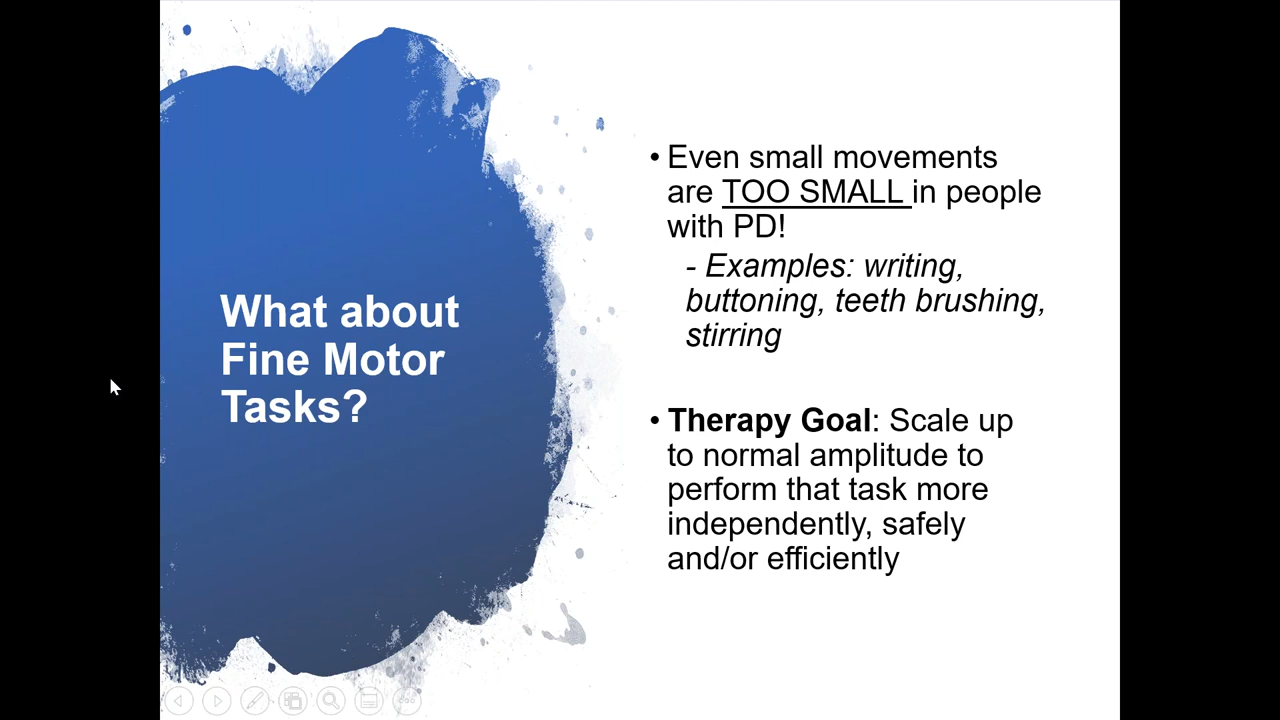 What about
Fine Motor
Tasks?
• Even small movements
are TOO SMALL in people
with PD!
- Examples: writing,
buttoning, teeth brushing,
stirring
• Therapy Goal: Scale up
to normal amplitude to
perform that task more
independently, safely
and/or efficiently